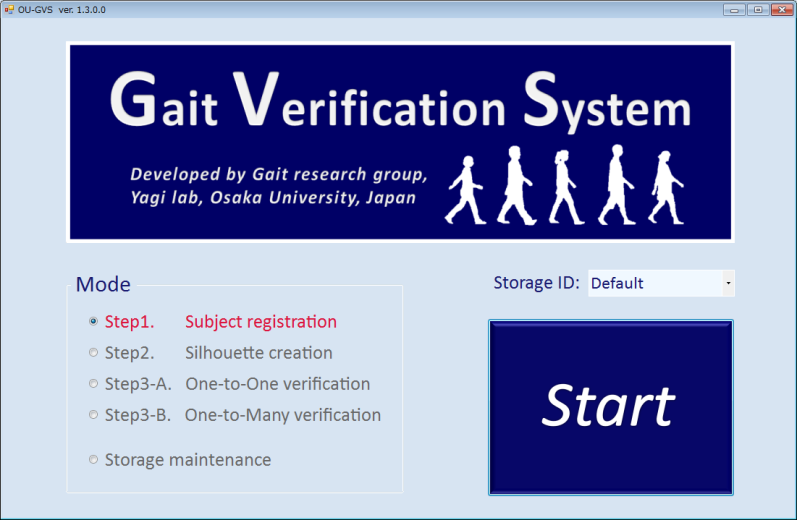 OU-GVS ver. 1.3.0.0
Gait Verification System
Developed by Gait research group,
Yagi lab, Osaka University, Japan
Mode
Storage ID: Default
Step1. Subject registration
Step2. Silhouette creation
Step3-A. One-to-One verification
Step3-B. One-to-Many verification
Storage maintenance
Start